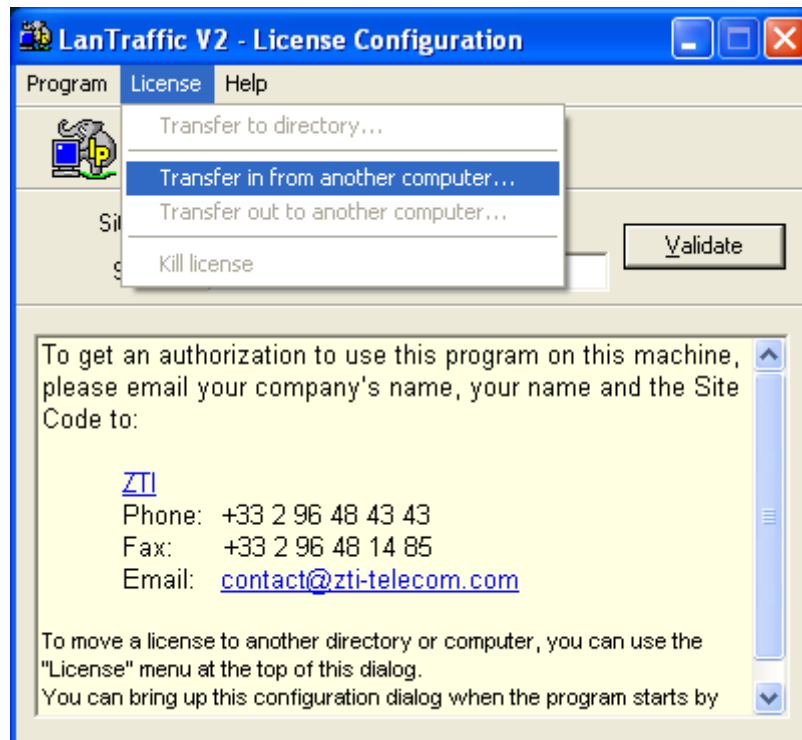 LanTraffic V2 - License Configuration
Program License Help
Transfer to directory...
Transfer in from another computer...
Transfer out to another computer...
Kill license
Validate
To get an authorization to use this program on this machine,
please email your company's name, your name and the Site
Code to:
ZTI
Phone: +33 2 96 48 43 43
Fax: +33 2 96 48 14 85
Email: contact@zti-telecom.com
To move a license to another directory or computer, you can use the
"License" menu at the top of this dialog.
You can bring up this configuration dialog when the program starts by